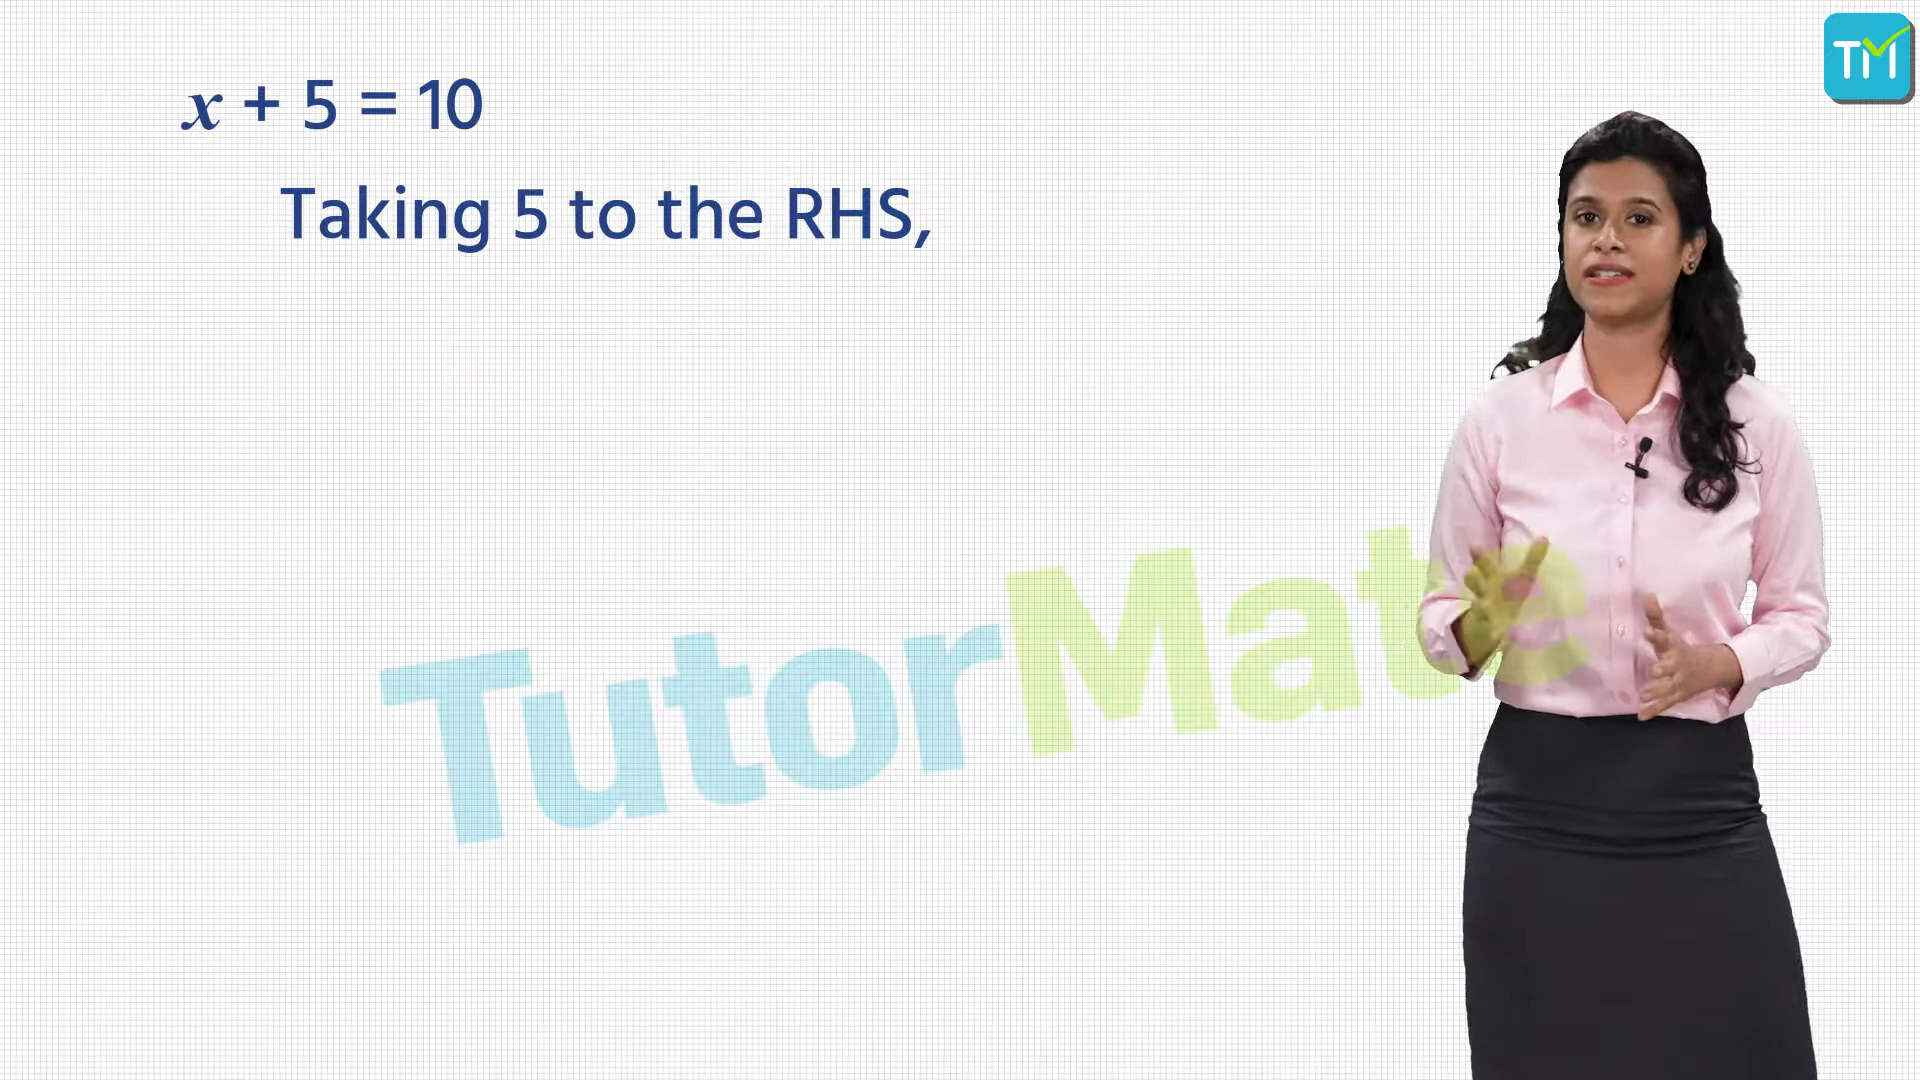 TM
x + 5 = 10
Taking 5 to the RHS,
TutorMate